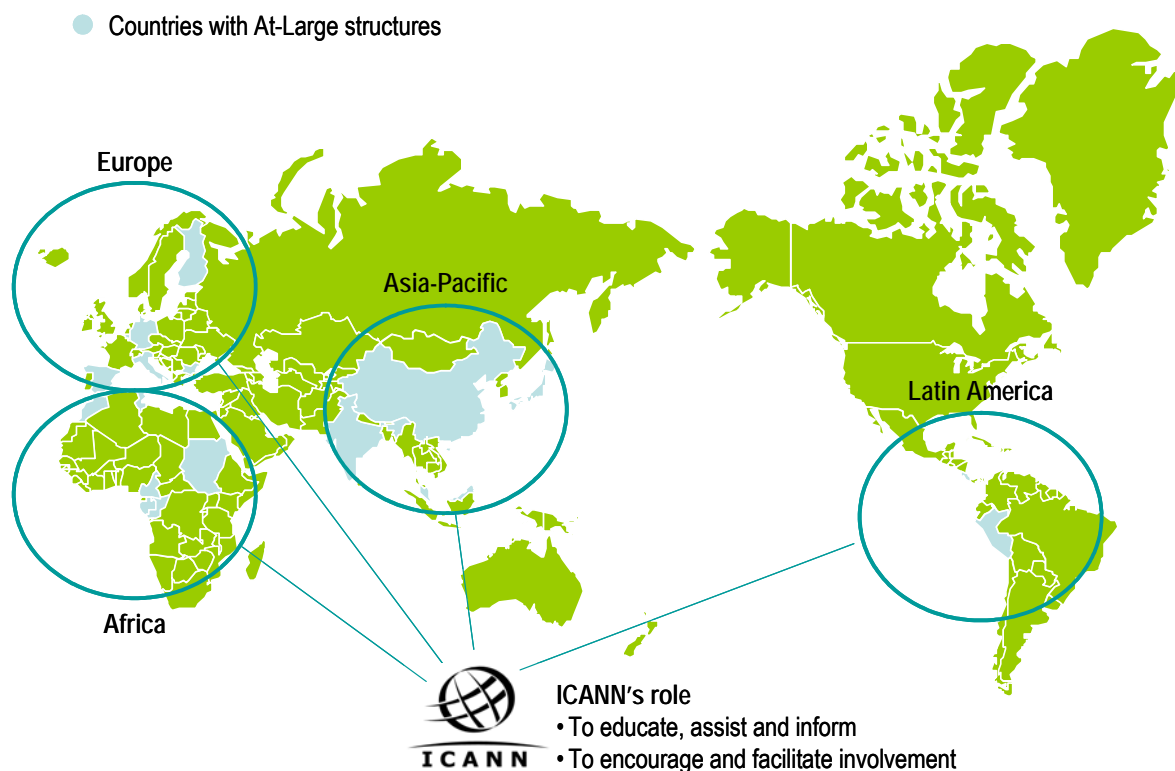 Countries with At-Large structures
Europe
Asia-Pacific
Latin America
Africa
ICANN
ICANN's role
• To educate, assist and inform
• To encourage and facilitate involvement